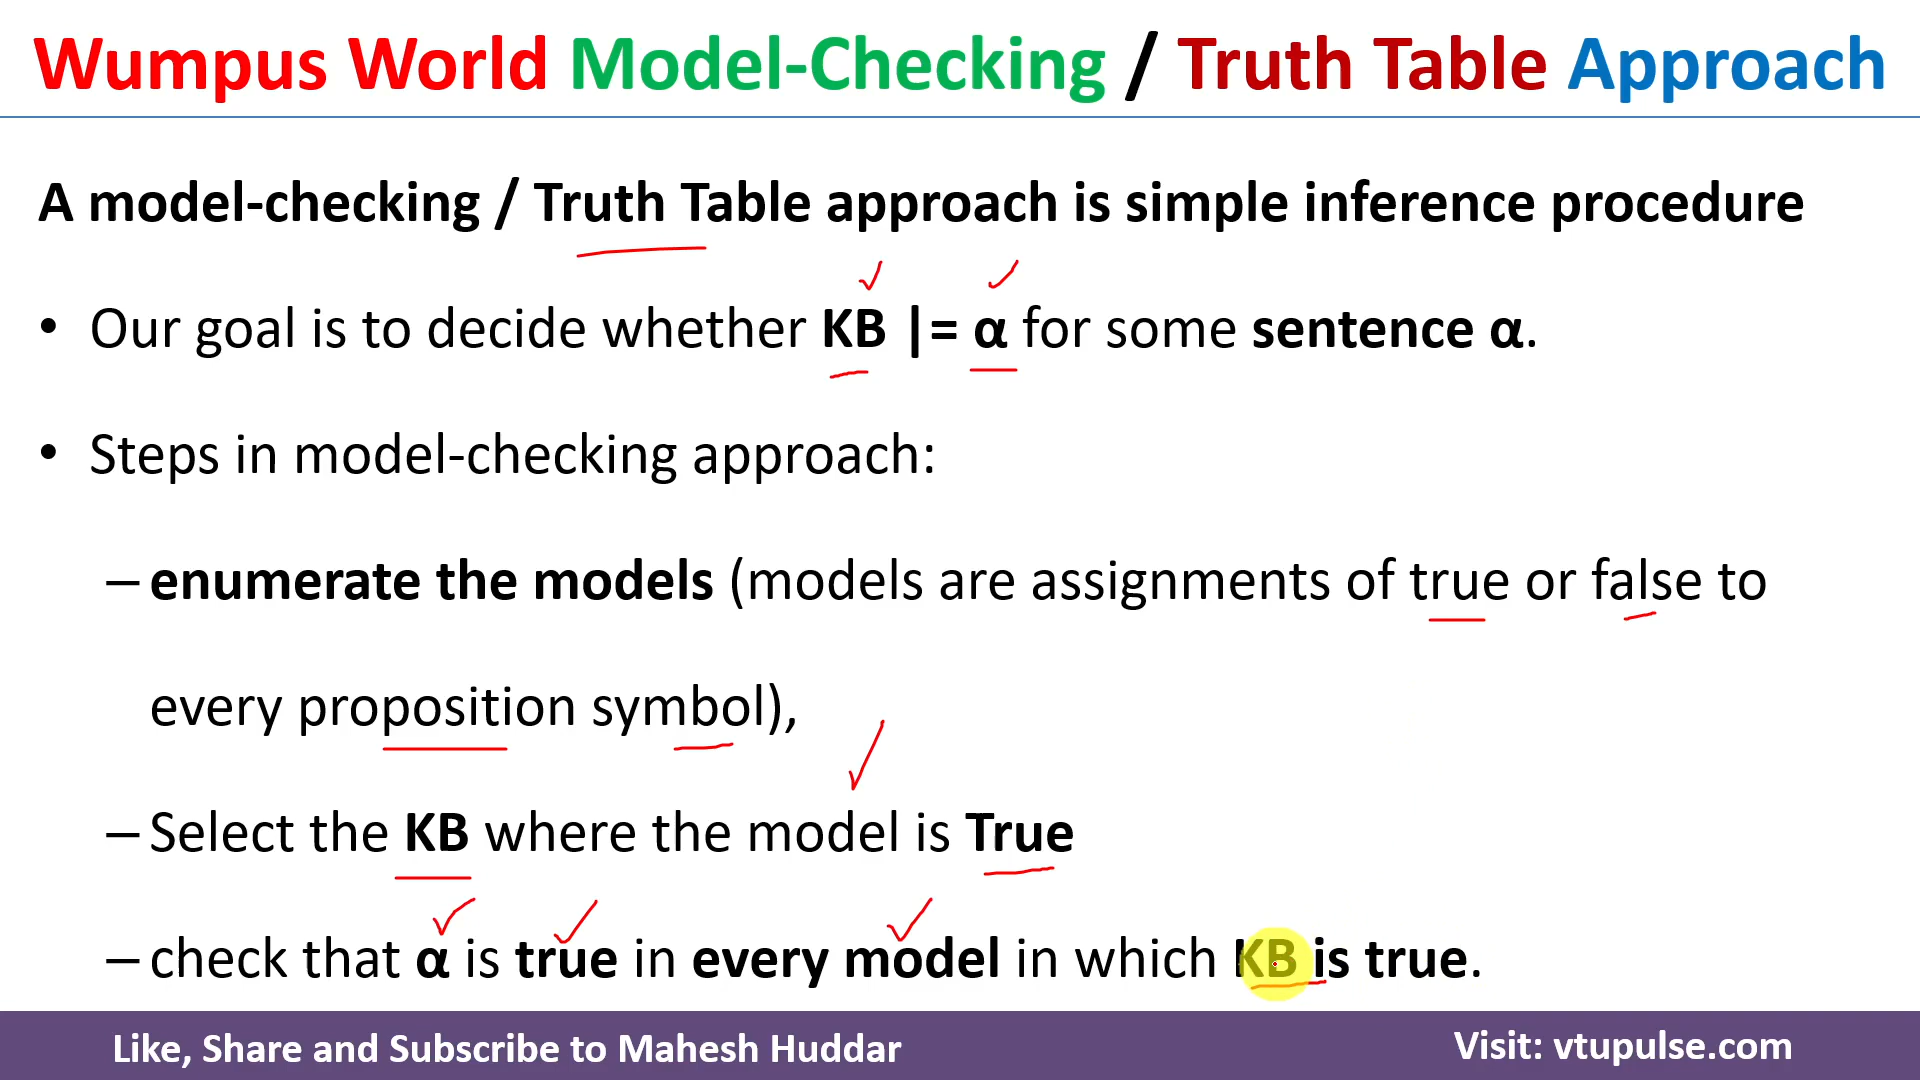 Wumpus World Model-Checking / Truth Table Approach
A model-checking / Truth Table approach is simple inference procedure
• Our goal is to decide whether KB |= α for some sentence α.
• Steps in model-checking approach:
– enumerate the models (models are assignments of true or false to
every proposition symbol),
– Select the KB where the model is True
– check that α is true in every model in which KB is true.
Like, Share and Subscribe to Mahesh Huddar
Visit: vtupulse.com